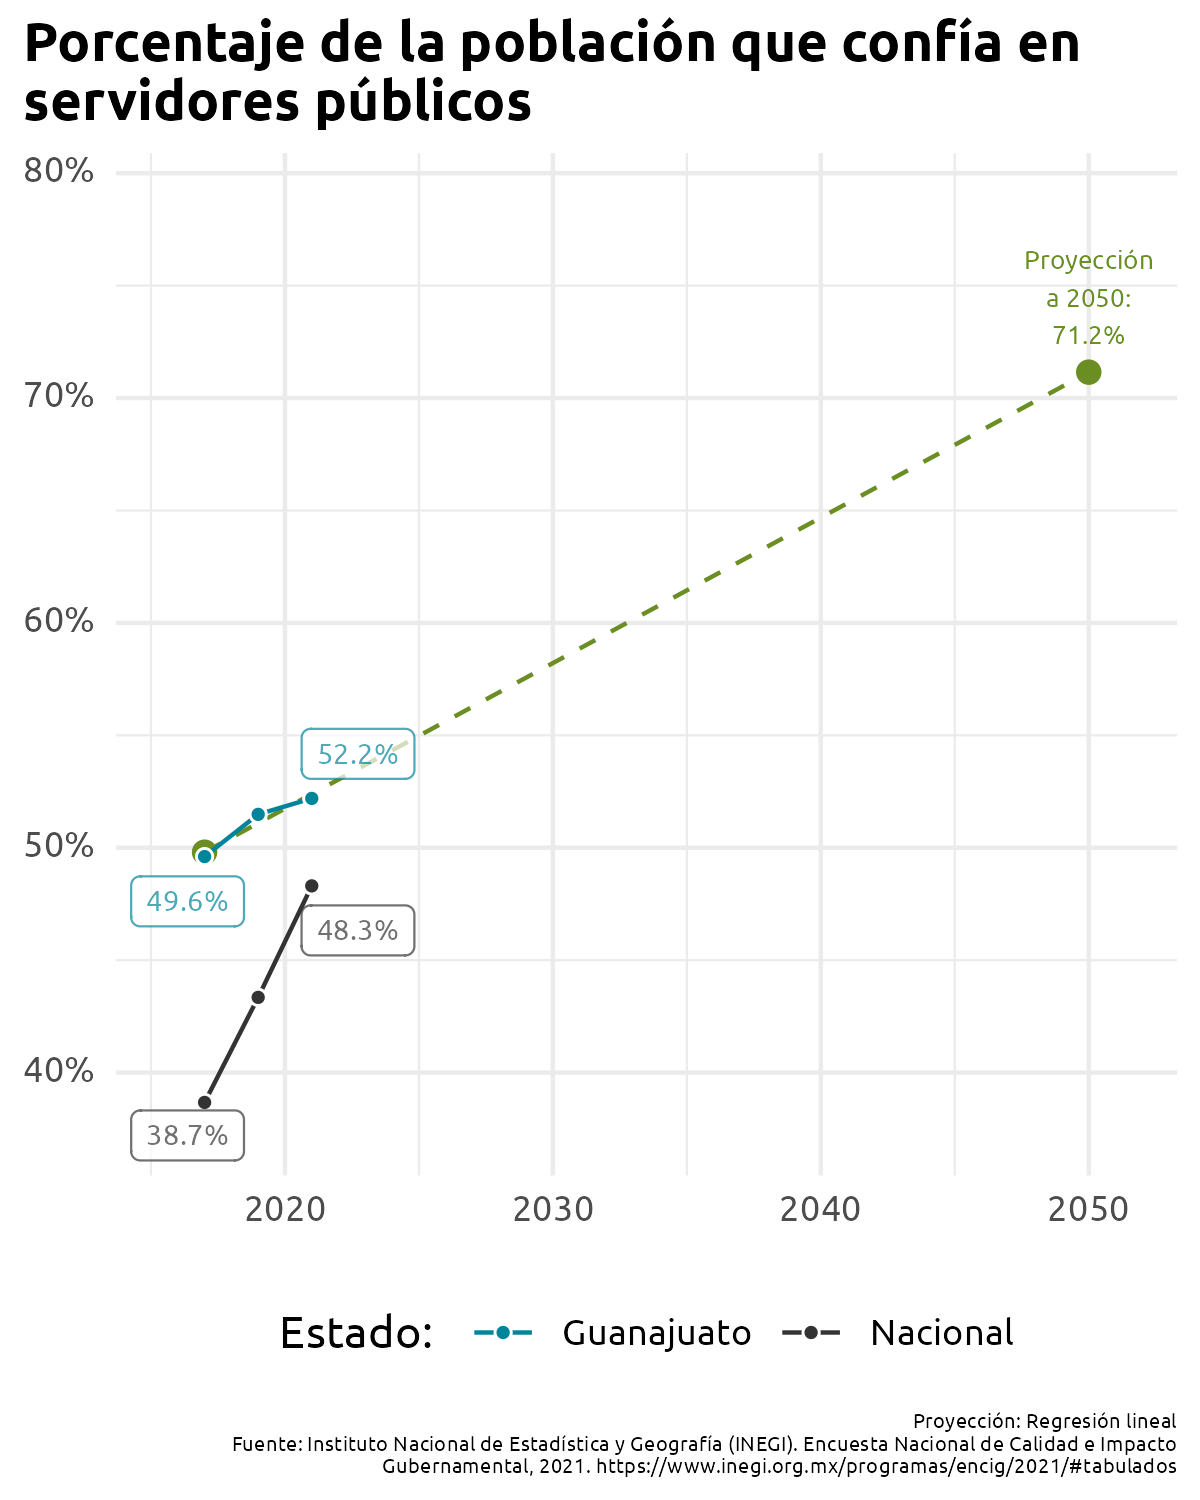 Porcentaje de la población que confía en
servidores públicos
80%
Proyección
a 2050:
71.2%
70%
60%
52.2%
50%
49.6%
48.3%
40%
38.7%
2020 2030 2040 2050
Estado: Guanajuato Nacional
Proyección: Regresión lineal
Fuente: Instituto Nacional de Estadística y Geografía (INEGI). Encuesta Nacional de Calidad e Impacto
Gubernamental, 2021. https://www.inegi.org.mx/programas/encig/2021/#tabulados